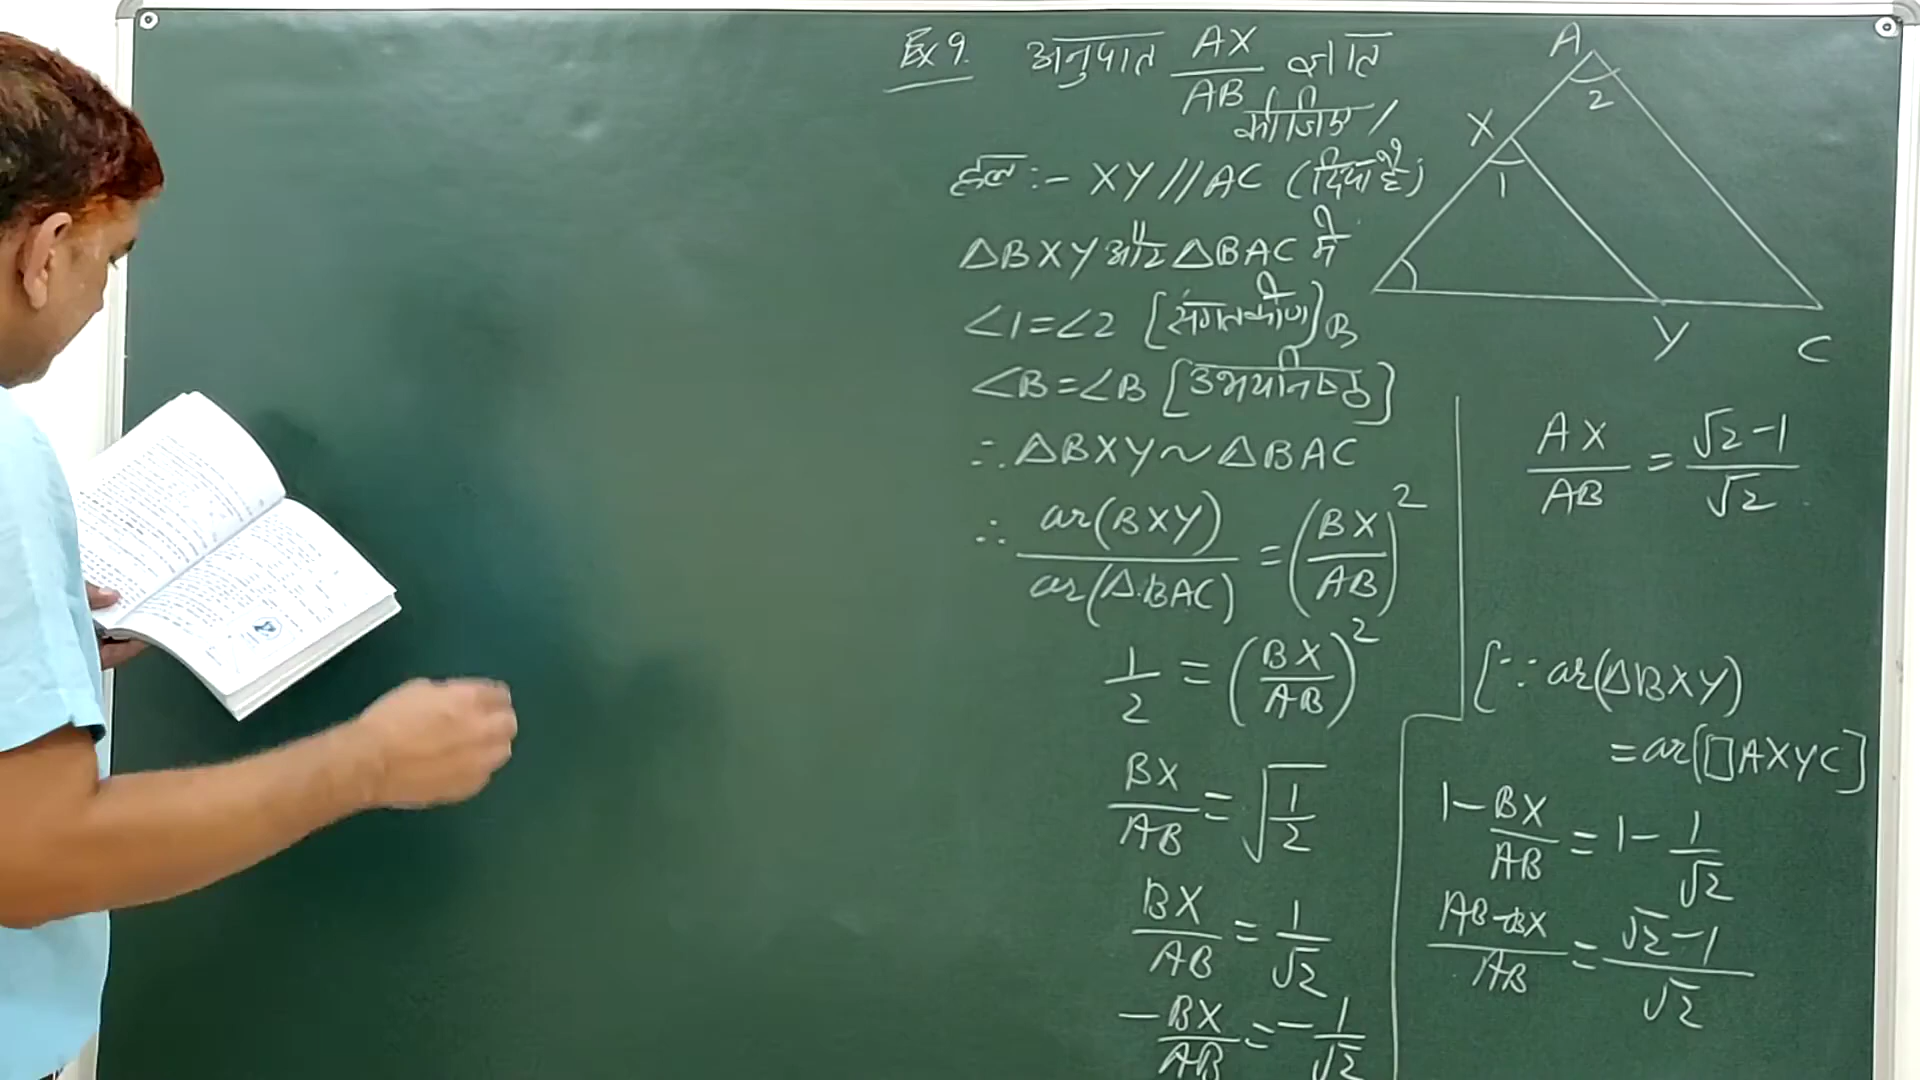 Ex 9. अनुपात AX/AB ज्ञात
कीजिए /
हल :- XY // AC (दिया है)
△BXY और △BAC में
∠1 = ∠2 [संगतकोण]
∠B = ∠B [उभयनिष्ठ]
∴ △BXY ~ △BAC
∴ ar(BXY)/ar(△BAC) = (BX/AB)²
1/2 = (BX/AB)²
BX/AB = √(1/2)
BX/AB = 1/√2
-BX/AB = -1/√2
A
2
X
1
B
Y
C
AX/AB = √2-1/√2
[∵ ar(△BXY)
= ar(▯AXYC]
1 - BX/AB = 1 - 1/√2
AB-BX/AB = √2-1/√2